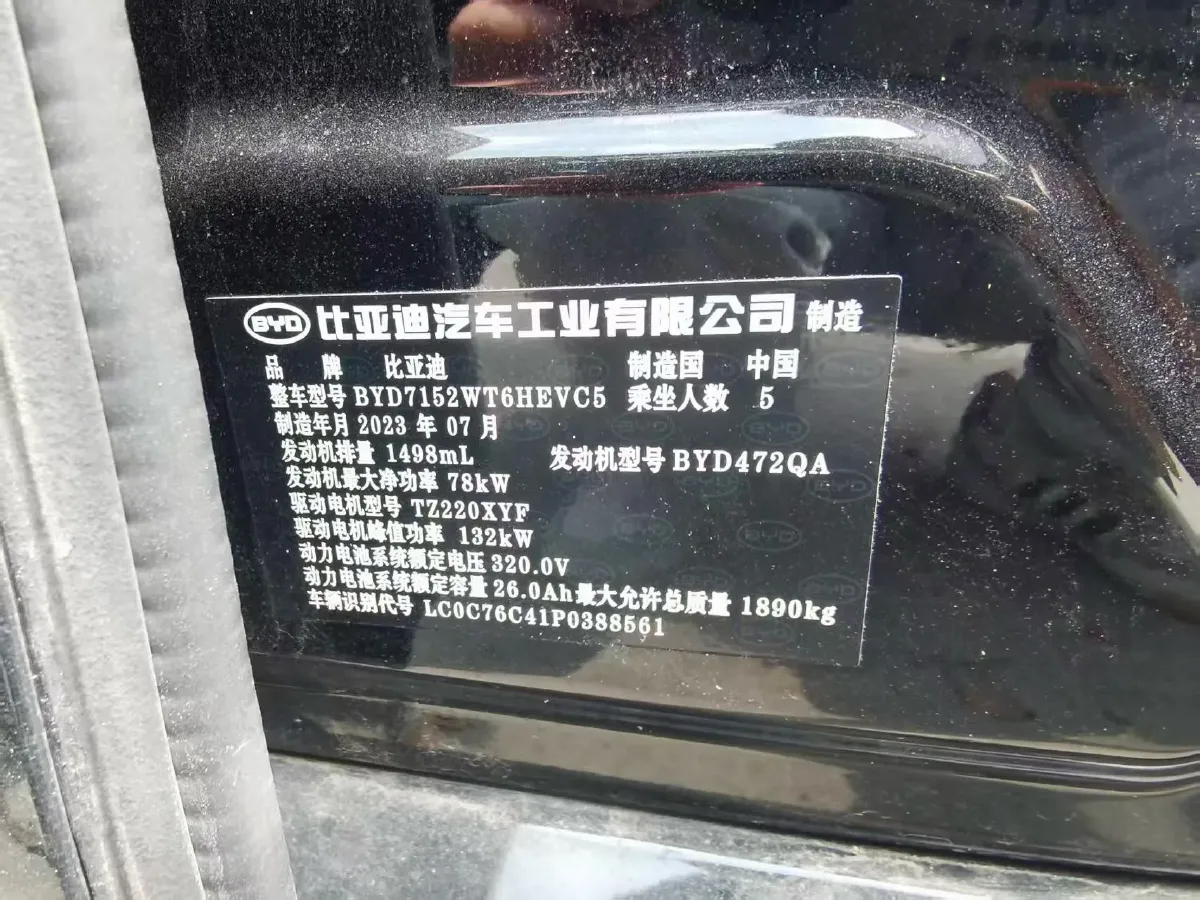 BYD 比亚迪汽车工业有限公司 制造
品 牌 比亚迪 制造国 中国
整车型号 BYD7152WT6HEVC5 乘坐人数 5
制造年月 2023 年 07 月
发动机排量 1498mL 发动机型号 BYD472QA
发动机最大净功率 78kW
驱动电机型号 TZ220XYF
驱动电机峰值功率 132kW
动力电池系统额定电压 320.0V
动力电池系统额定容量 26.0Ah 最大允许总质量 1890kg
车辆识别代号 LC0C76C41P0388561